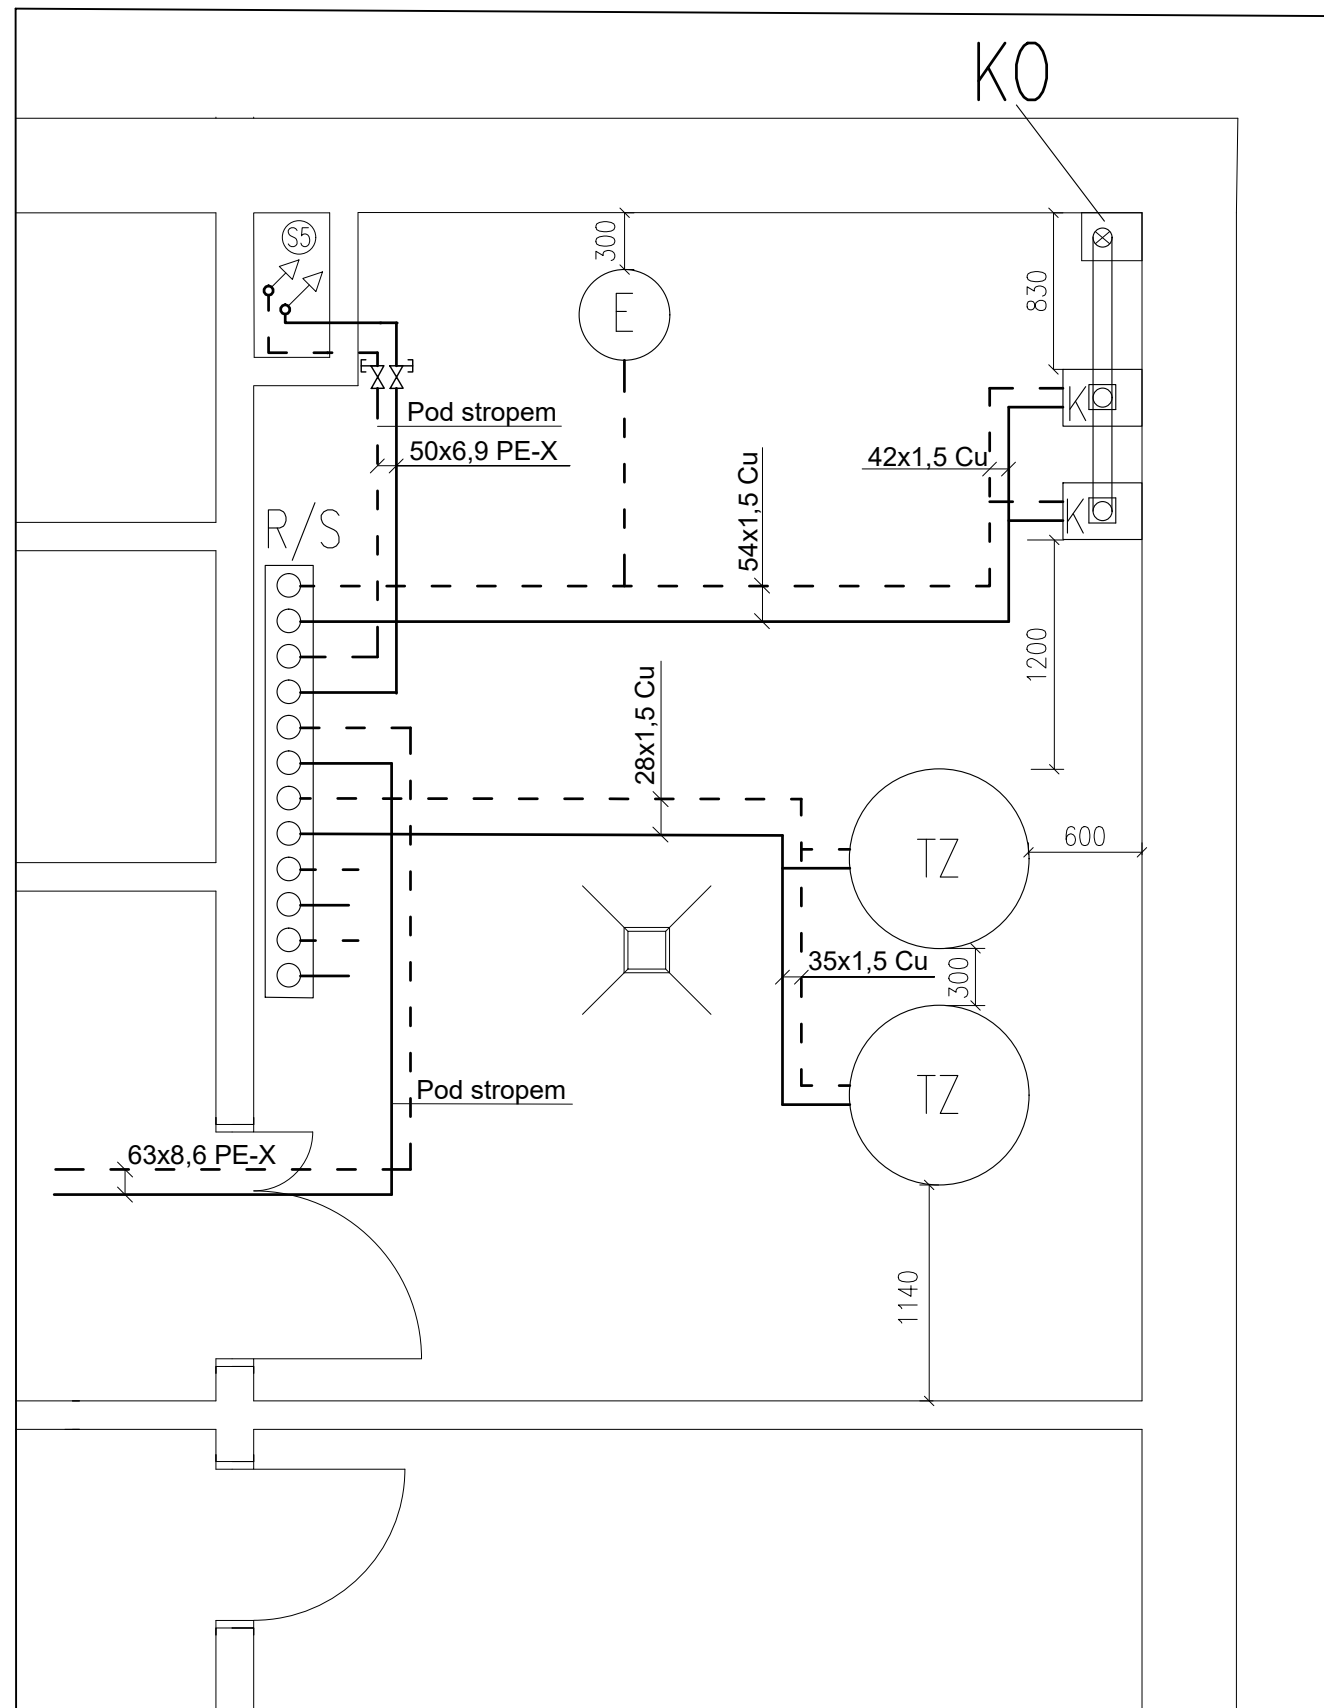 KO
S5
300
E
830
Pod stropem
50x6,9 PE-X
K
42x1,5 Cu
54x1,5 Cu
K
R/S
1200
28x1,5 Cu
TZ
600
35x1,5 Cu
300
TZ
Pod stropem
63x8,6 PE-X
1140